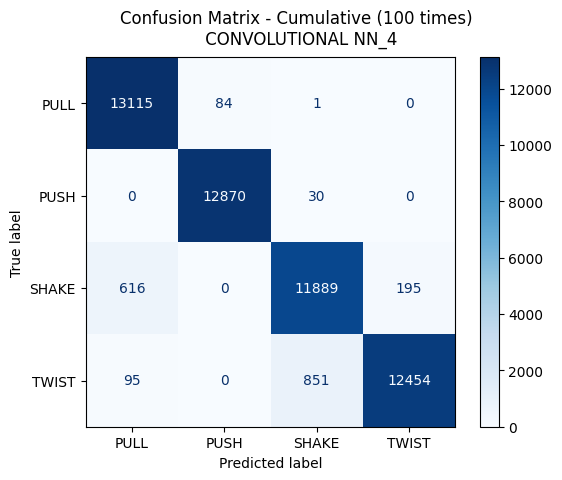 Confusion Matrix - Cumulative (100 times)
CONVOLUTIONAL NN_4
PULL 13115 84 1 0
PUSH 0 12870 30 0
SHAKE 616 0 11889 195
TWIST 95 0 851 12454
PULL PUSH SHAKE TWIST
Predicted label
True label
12000
10000
8000
6000
4000
2000
0